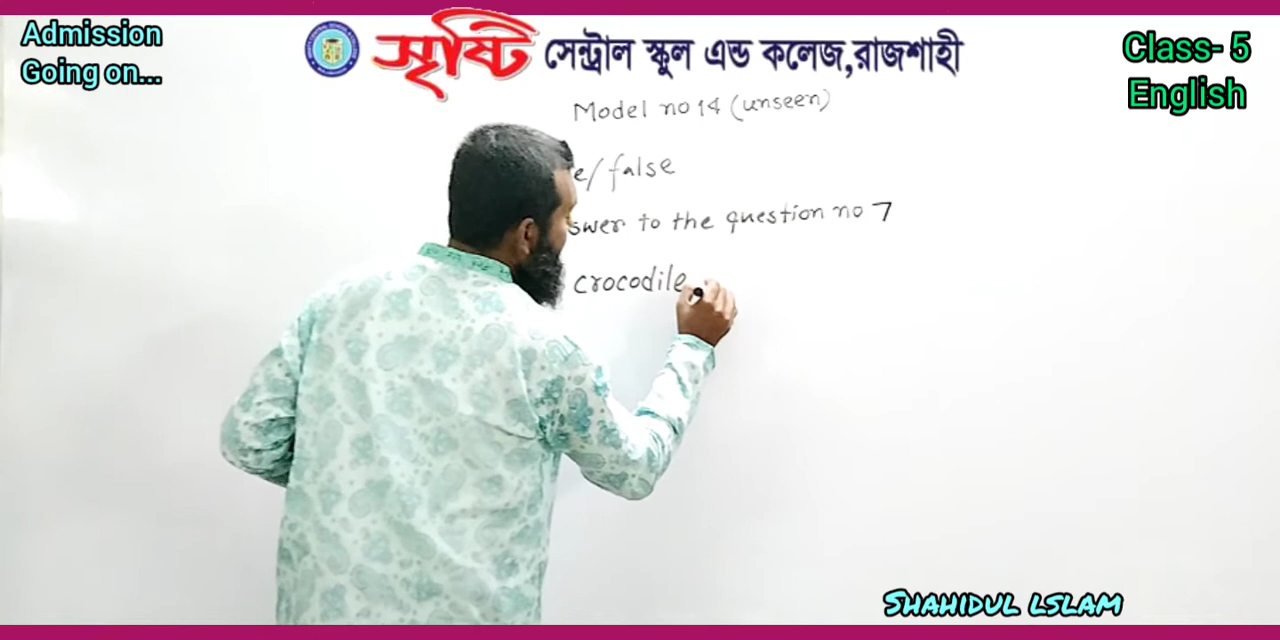 Admission
Going on...
সৃষ্টি সেন্ট্রাল স্কুল এন্ড কলেজ,রাজশাহী
Class- 5
English
Model no 14 (unseen)
e/false
swer to the question no 7
crocodile
SHAHIDUL LSLAM